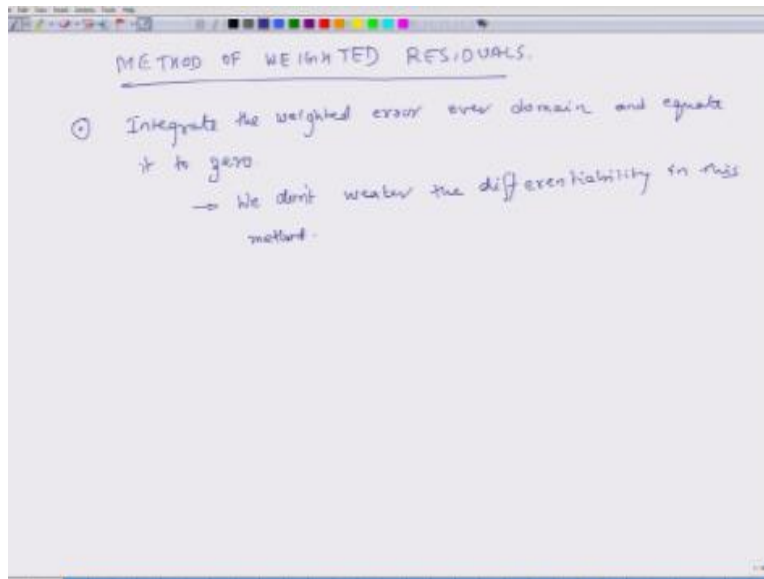 METHOD OF WEIGHTED RESIDUALS.
Integrate the weighted error over domain and equate
it to zero
→ We don't weaken the differentiability in this
method.